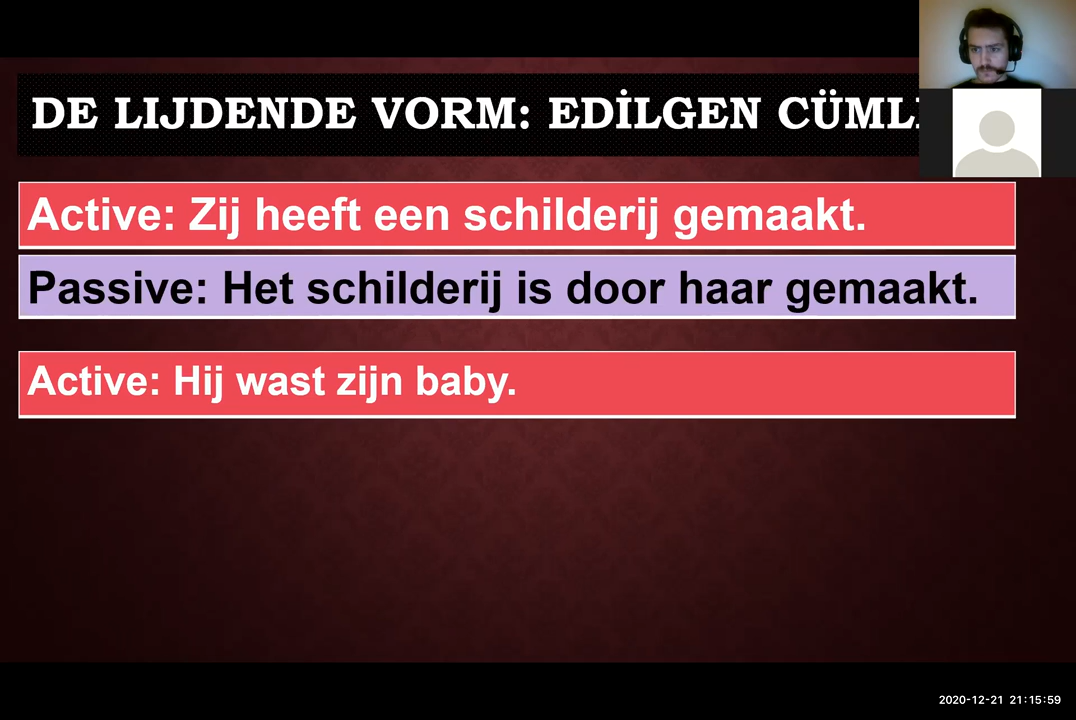 DE LIJDENDE VORM: EDİLGEN CÜML
Active: Zij heeft een schilderij gemaakt.
Passive: Het schilderij is door haar gemaakt.
Active: Hij wast zijn baby.
2020-12-21 21:15:59